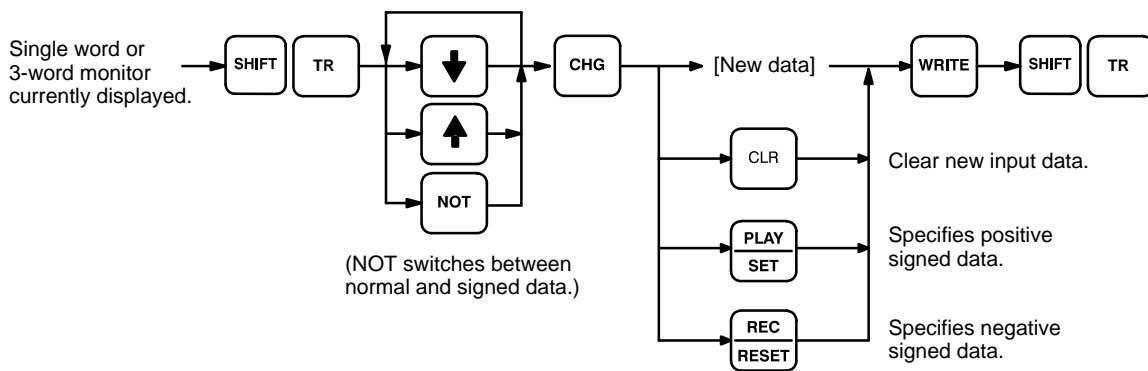 Single word or
3-word monitor
currently displayed.
SHIFT
TR
NOT
(NOT switches between
normal and signed data.)
CHG
[New data]
CLR
PLAY
SET
REC
RESET
WRITE
SHIFT
TR
Clear new input data.
Specifies positive
signed data.
Specifies negative
signed data.